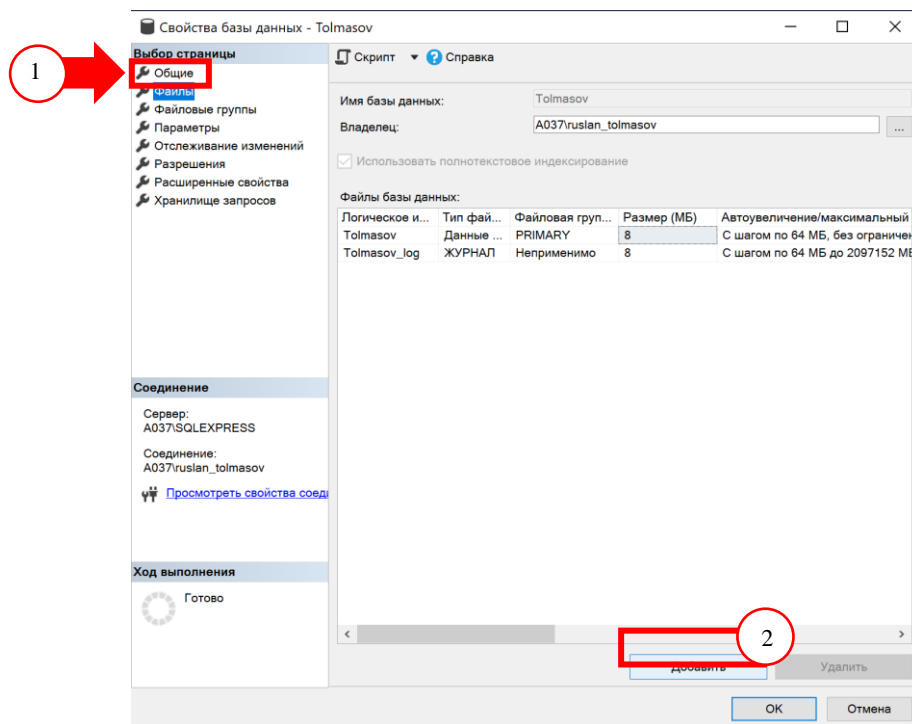 Свойства базы данных - Tolmasov
Выбор страницы
Общие
Файлы
Файловые группы
Параметры
Отслеживание изменений
Разрешения
Расширенные свойства
Хранилище запросов
1
Скрипт
Справка
Имя базы данных: Tolmasov
Владелец: A037\ruslan_tolmasov ...
Использовать полнотекстовое индексирование
Файлы базы данных:
Логическое и... Тип фай... Файловая груп... Размер (МБ) Автоувеличение/максимальный
Tolmasov Данные ... PRIMARY 8 С шагом по 64 МБ, без ограничен
Tolmasov_log ЖУРНАЛ Неприменимо 8 С шагом по 64 МБ до 2097152 МБ
Соединение
Сервер:
A037\SQLEXPRESS
Соединение:
A037\ruslan_tolmasov
Просмотреть свойства соеди
Ход выполнения
Готово
2
Добавить Удалить
OK Отмена